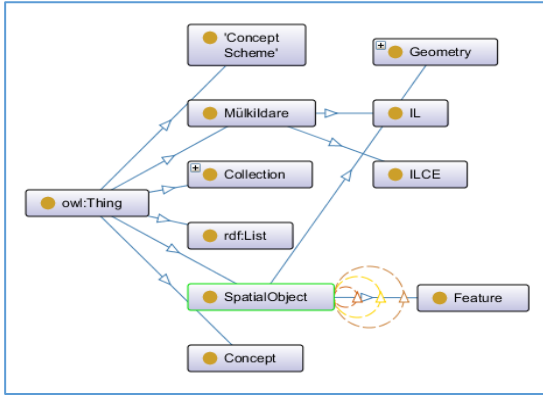 'Concept
Scheme'
Geometry
Mülkildare
IL
Collection
ILCE
owl:Thing
rdf:List
SpatialObject
Feature
Concept